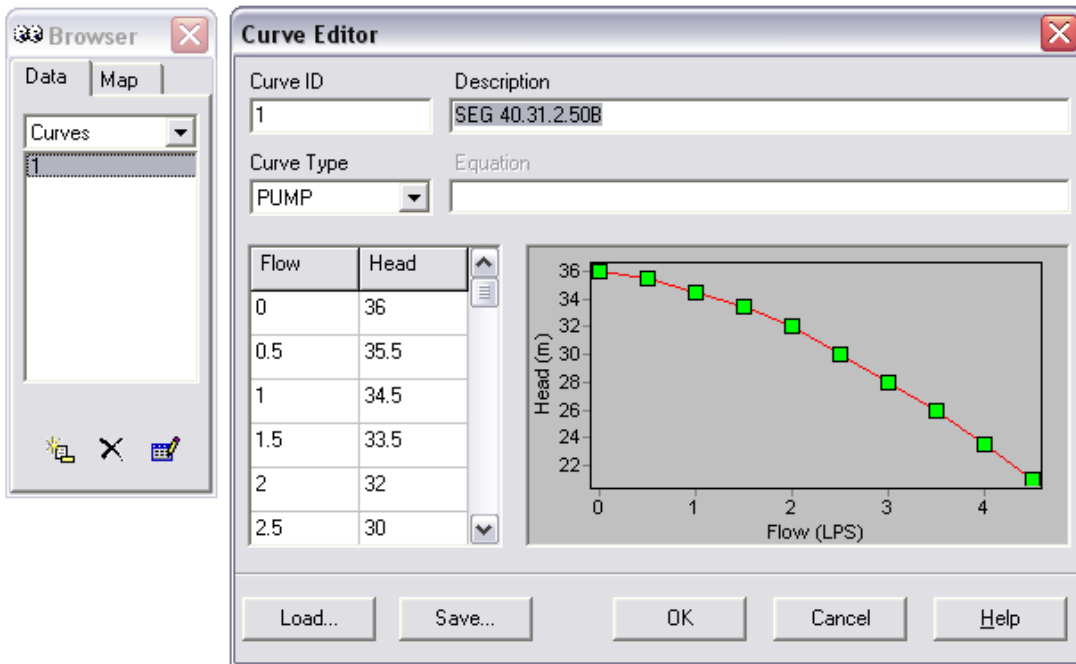 Browser
Data Map
Curves
1
Curve Editor
Curve ID Description
1 SEG 40.31.2.50B
Curve Type Equation
PUMP
Flow Head
0 36
0.5 35.5
1 34.5
1.5 33.5
2 32
2.5 30
36
34
32
30
28
26
24
22
Head (m)
0 1 2 3 4
Flow (LPS)
Load... Save... OK Cancel Help